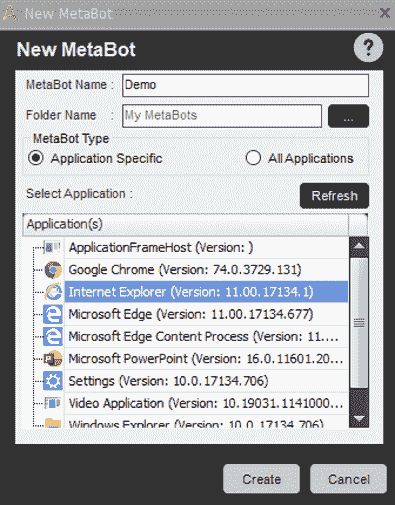 New MetaBot
New MetaBot
?
MetaBot Name : Demo
Folder Name : My MetaBots ...
MetaBot Type
Application Specific All Applications
Select Application : Refresh
Application(s)
ApplicationFrameHost (Version: )
Google Chrome (Version: 74.0.3729.131)
Internet Explorer (Version: 11.00.17134.1)
Microsoft Edge (Version: 11.00.17134.677)
Microsoft Edge Content Process (Version: 11....
Microsoft PowerPoint (Version: 16.0.11601.20...
Settings (Version: 10.0.17134.706)
Video Application (Version: 10.19031.1141000...
Windows Explorer (Version: 10.0.17134.706)
Create Cancel